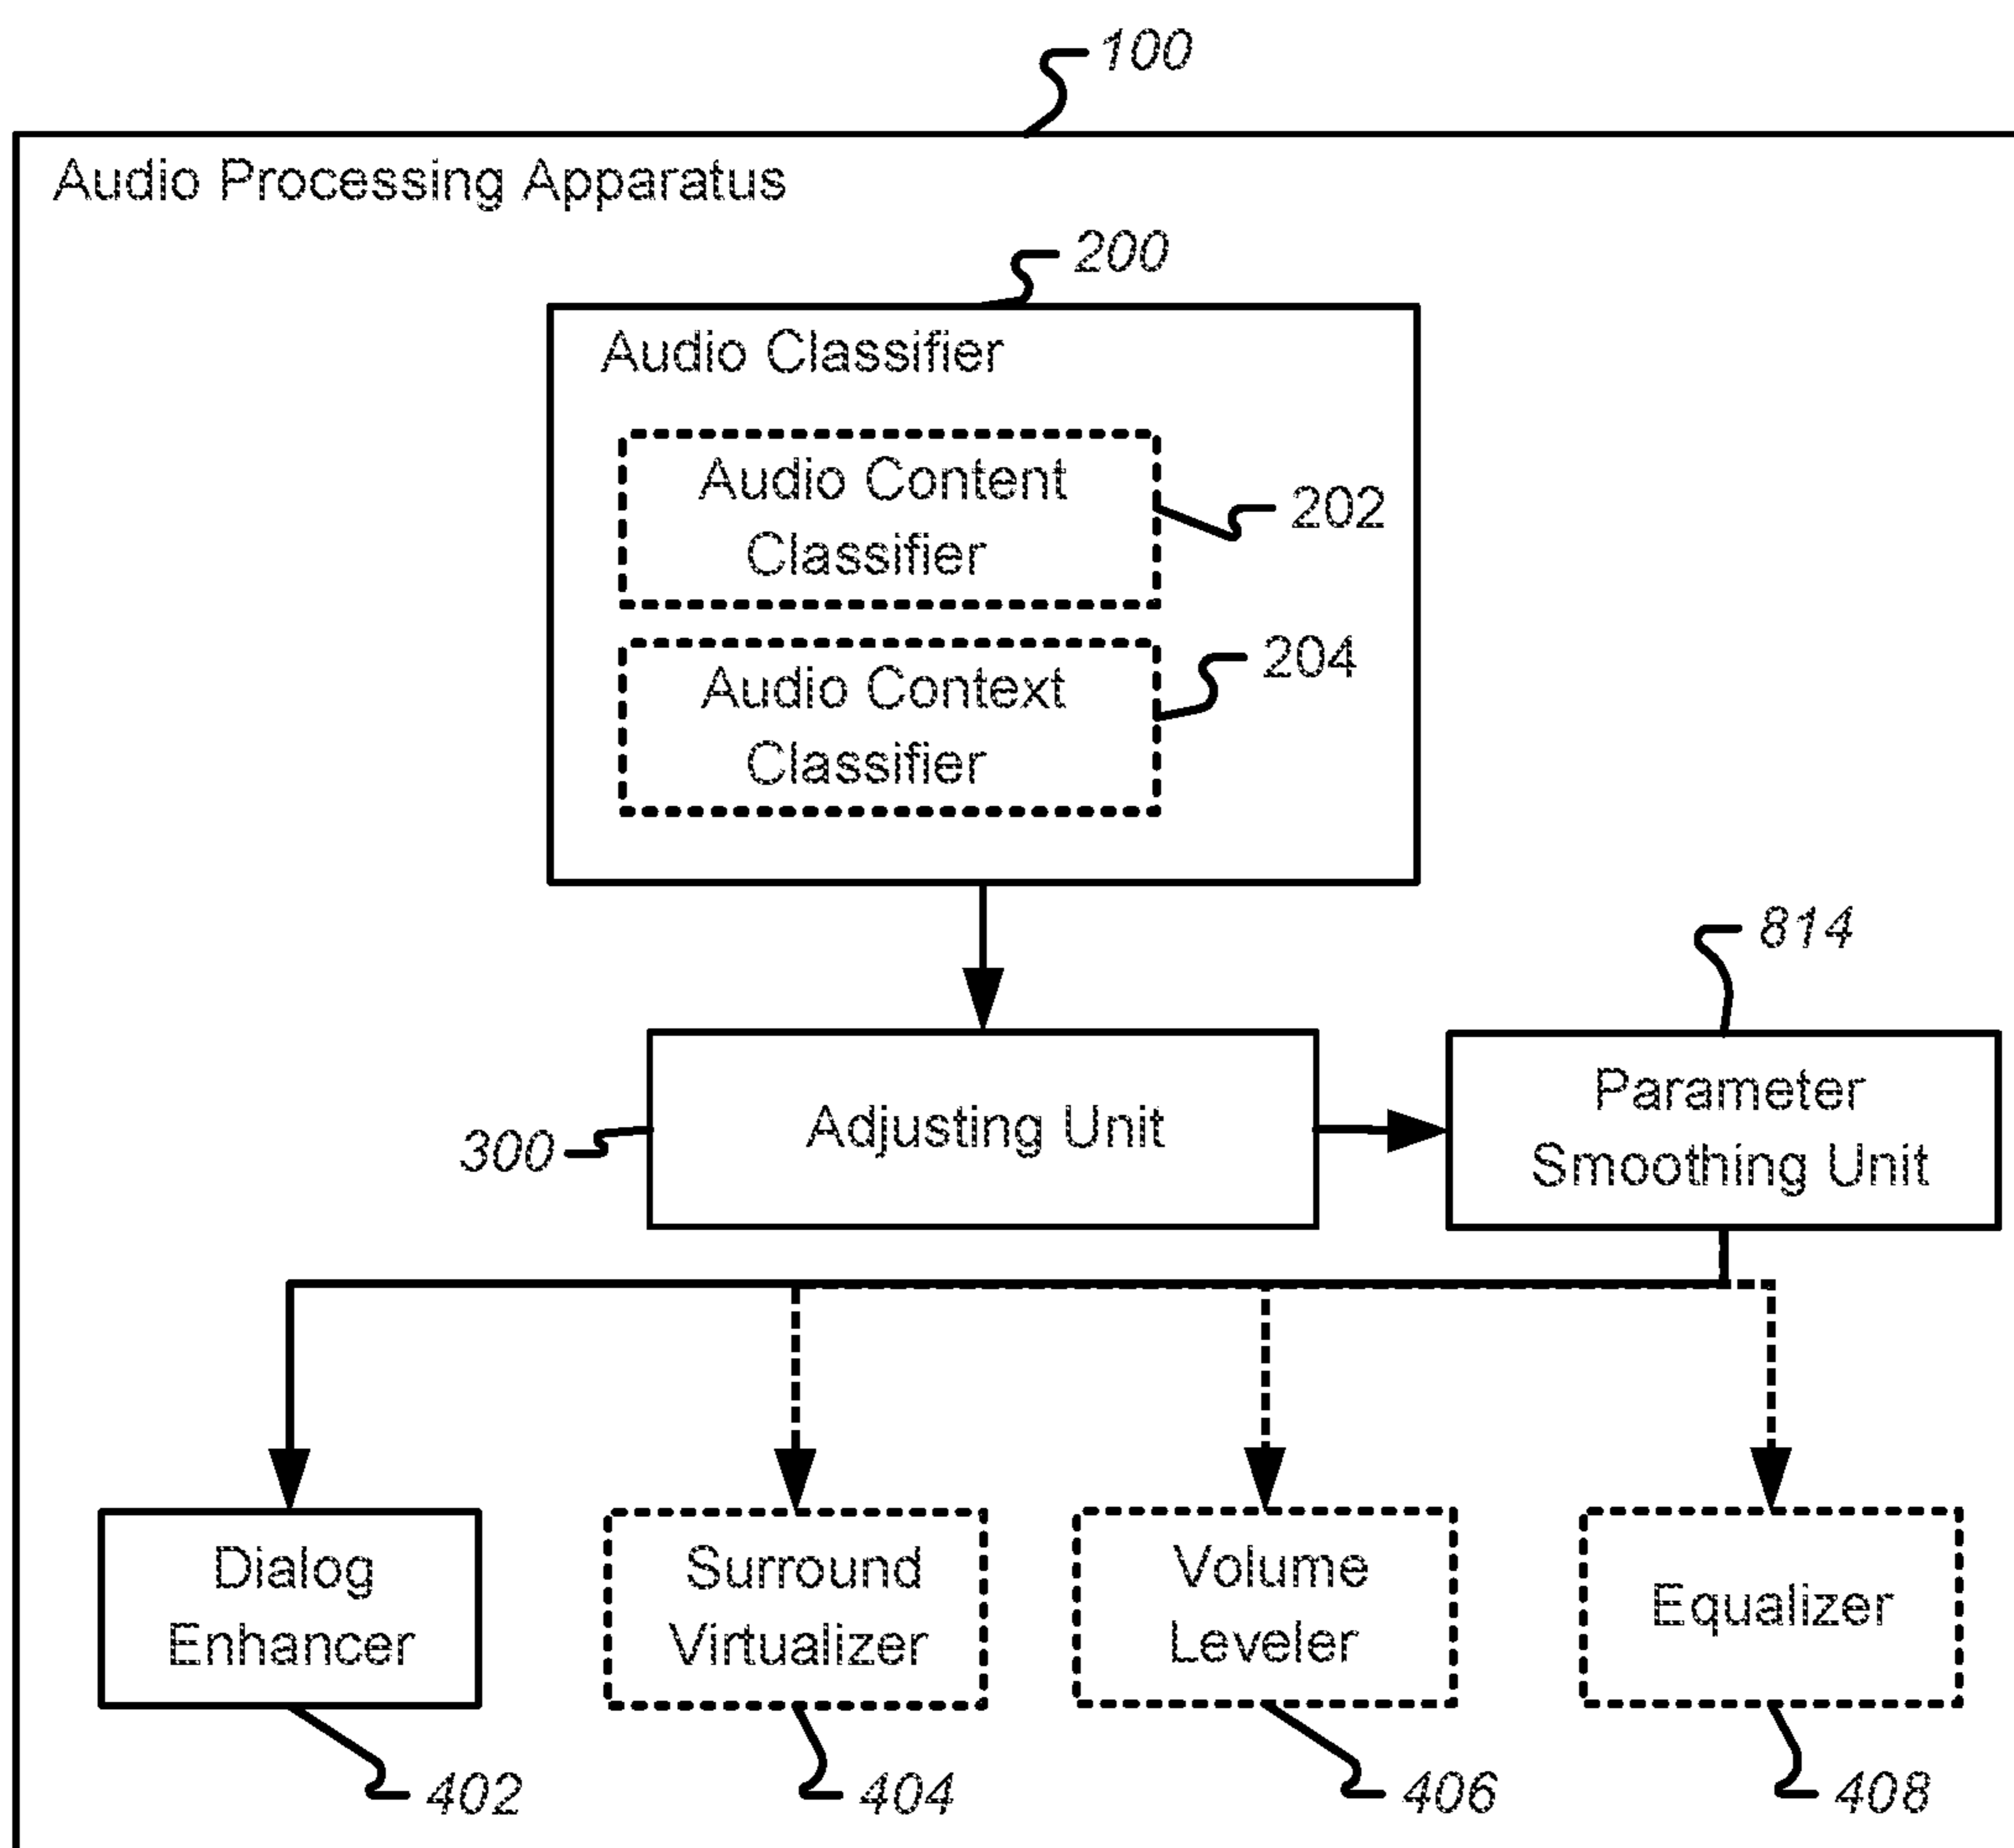 100
Audio Processing Apparatus
200
Audio Classifier
Audio Content
Classifier
202
Audio Context
Classifier
204
814
300
Adjusting Unit
Parameter
Smoothing Unit
Dialog
Enhancer
Surround
Virtualizer
Volume
Leveler
Equalizer
402
404
406
408